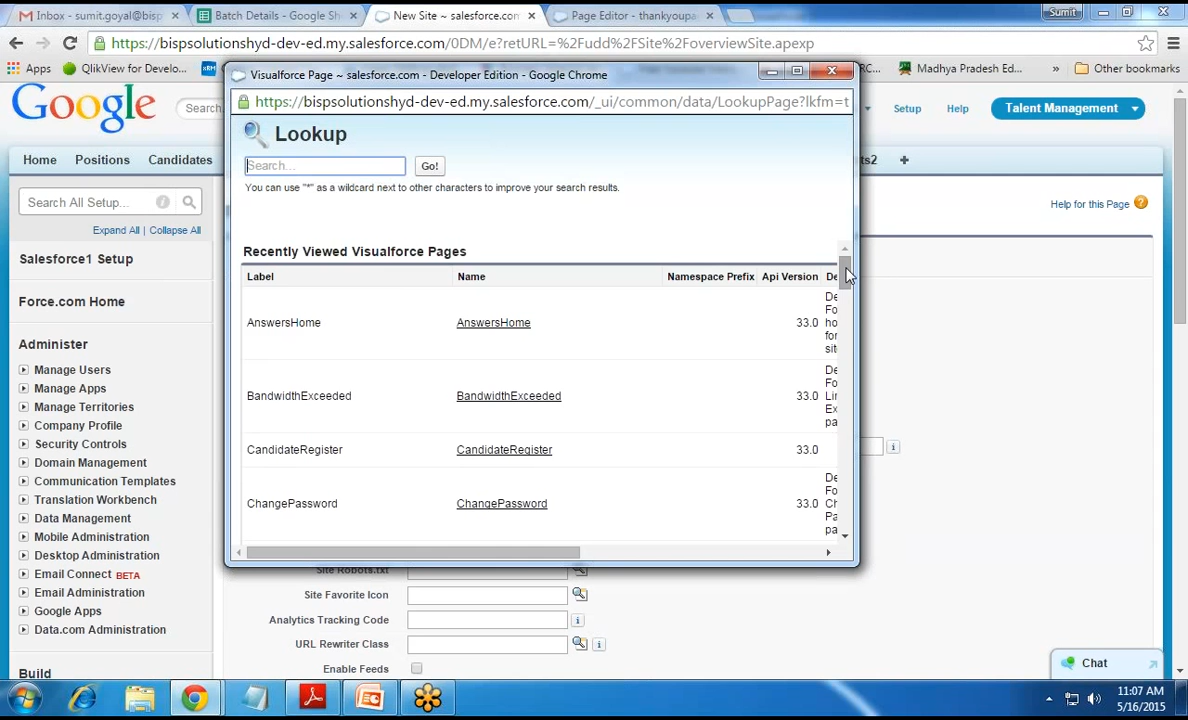 Inbox - sumit.goyal@bisp
Batch Details - Google Sh
New Site ~ salesforce.com
Page Editor - thankyoupa
Sumit
https://bispsolutionshyd-dev-ed.my.salesforce.com/0DM/e?retURL=%2Fudd%2FSite%2FoverviewSite.apexp
Apps
QlikView for Develo...
Madhya Pradesh Ed...
»
Other bookmarks
Google
Search.
Setup
Help
Talent Management
Home
Positions
Candidates
+
Search All Setup...
Expand All | Collapse All
Help for this Page
Salesforce1 Setup
Force.com Home
Administer
Manage Users
Manage Apps
Manage Territories
Company Profile
Security Controls
Domain Management
Communication Templates
Translation Workbench
Data Management
Mobile Administration
Desktop Administration
Email Connect BETA
Email Administration
Google Apps
Data.com Administration
Build
Visualforce Page ~ salesforce.com - Developer Edition - Google Chrome
https://bispsolutionshyd-dev-ed.my.salesforce.com/_ui/common/data/LookupPage?lkfm=t
Lookup
Search...
Go!
You can use "*" as a wildcard next to other characters to improve your search results.
Recently Viewed Visualforce Pages
Label Name Namespace Prefix Api Version De
AnswersHome AnswersHome 33.0
BandwidthExceeded BandwidthExceeded 33.0
CandidateRegister CandidateRegister 33.0
ChangePassword ChangePassword 33.0
Site Robots.txt
Site Favorite Icon
Analytics Tracking Code
URL Rewriter Class
Enable Feeds
Chat
11:07 AM
5/16/2015